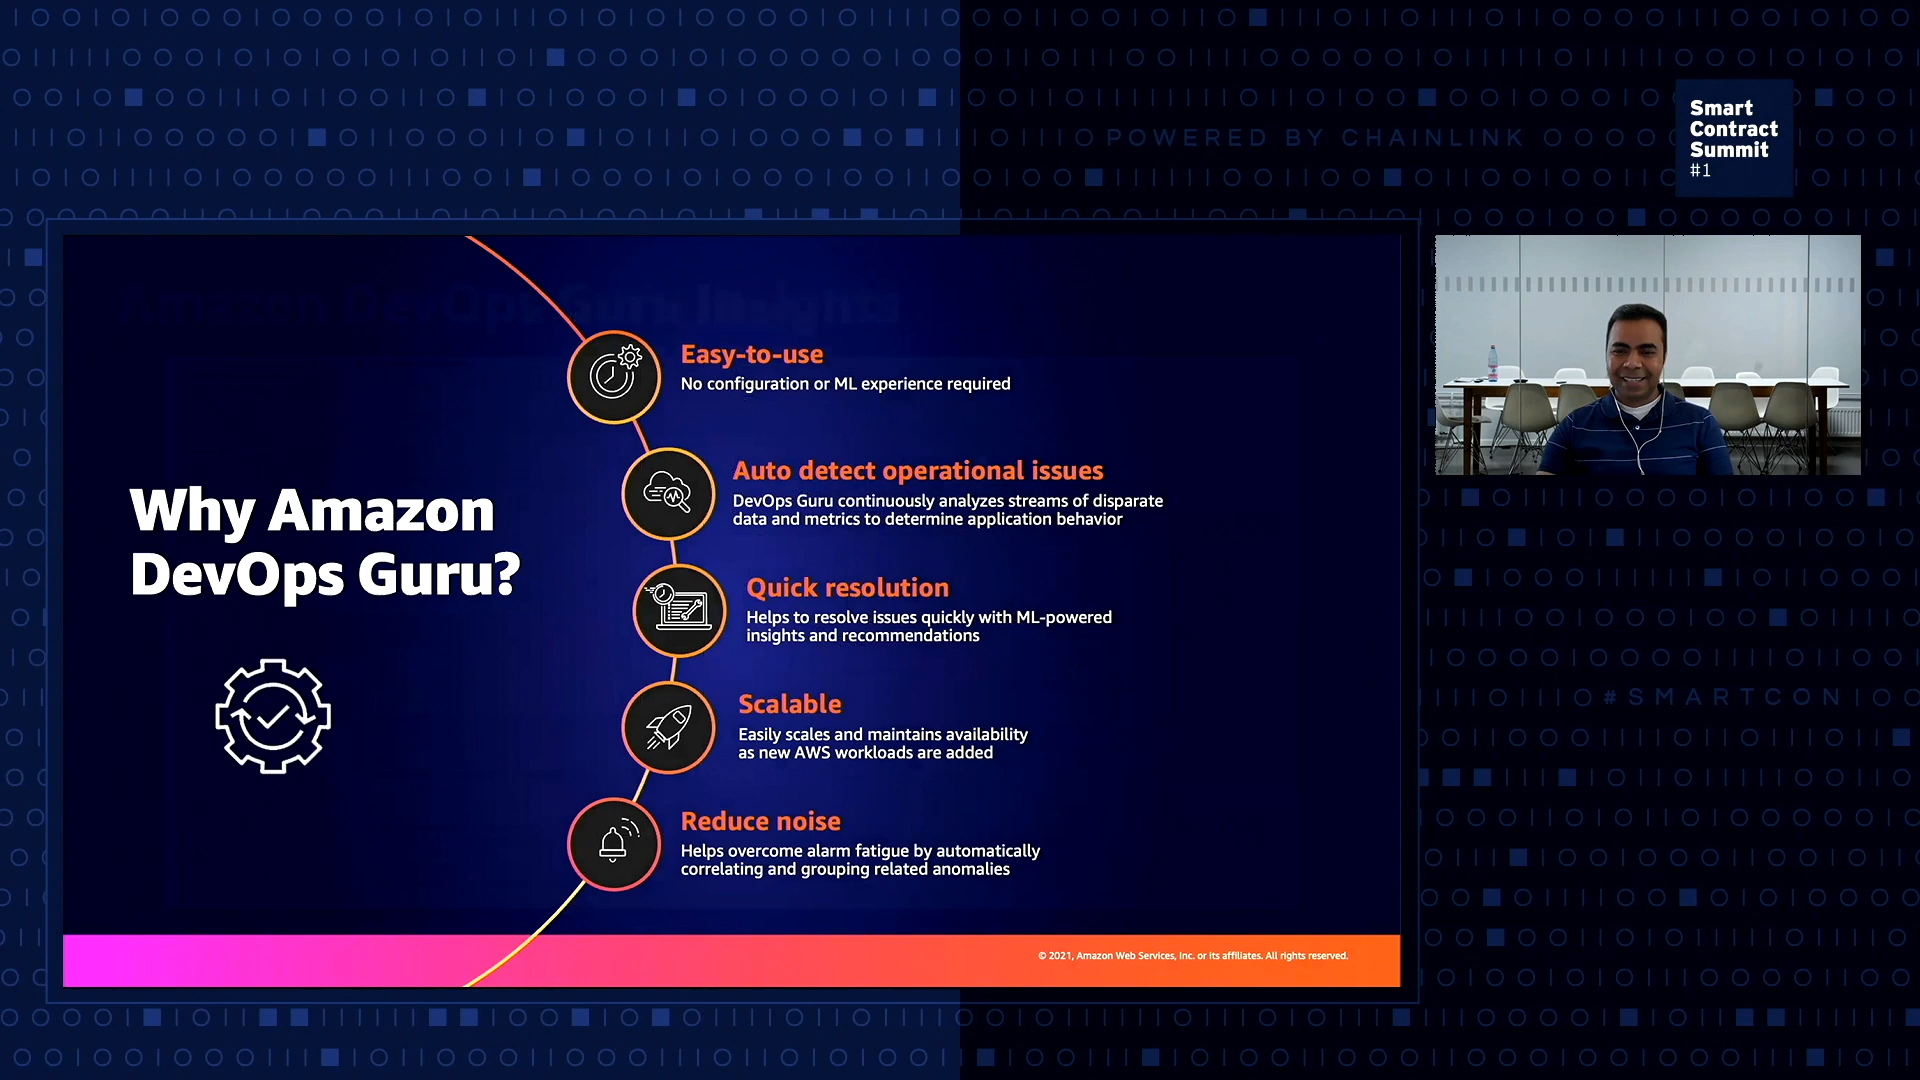 POWERED BY CHAINLINK
Smart
Contract
Summit
#1
Amazon DevOps Guru Insights
Why Amazon
DevOps Guru?
Easy-to-use
No configuration or ML experience required
Auto detect operational issues
DevOps Guru continuously analyzes streams of disparate
data and metrics to determine application behavior
Quick resolution
Helps to resolve issues quickly with ML-powered
insights and recommendations
Scalable
Easily scales and maintains availability
as new AWS workloads are added
Reduce noise
Helps overcome alarm fatigue by automatically
correlating and grouping related anomalies
© 2021, Amazon Web Services, Inc. or its affiliates. All rights reserved.
#SMARTCON